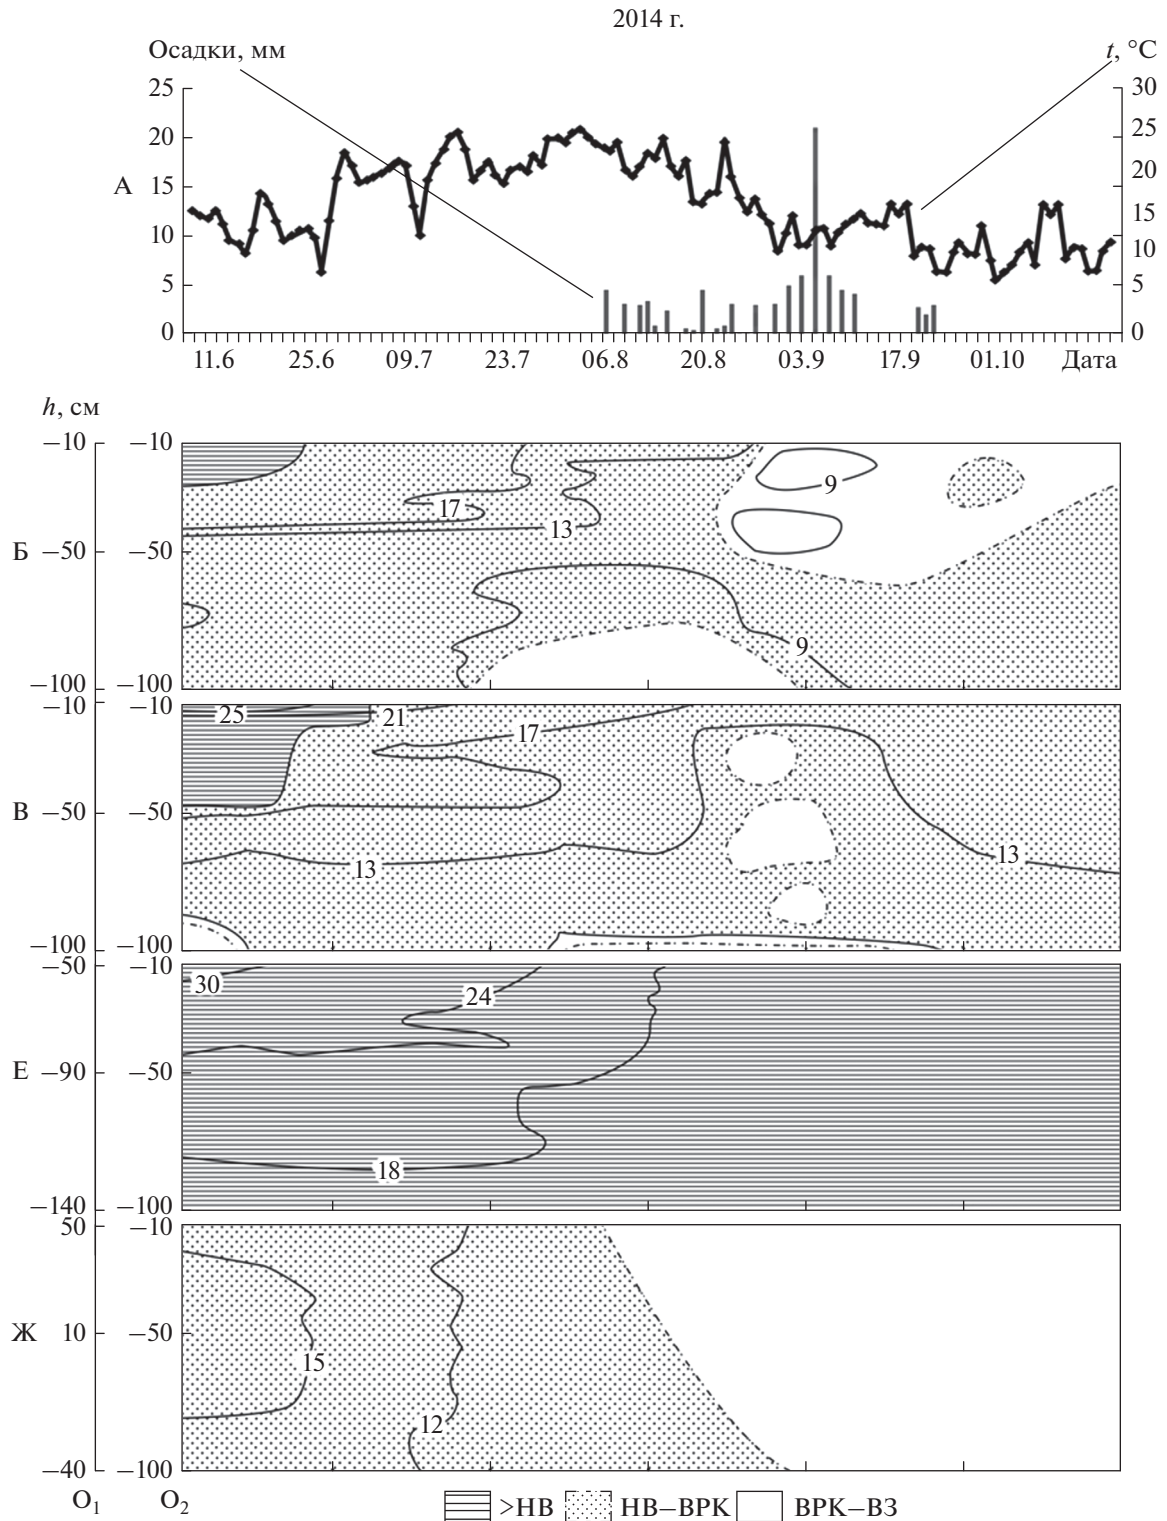 2014 г.
Осадки, мм t, °C
25 30
20 25
А 15 20
15
10 10
5 5
0 0
11.6 25.6 09.7 23.7 06.8 20.8 03.9 17.9 01.10 Дата
h, см
–10 –10
9
17
13
Б –50 –50
9
–100 –100
–10 –10
25 21
17
В –50 –50
13 13
–100 –100
–50 –10
30 24
Е –90 –50
18
–140 –100
50 –10
Ж 10 –50
15
12
–40 –100
O1 O2 >НВ НВ–ВРК ВРК–ВЗ